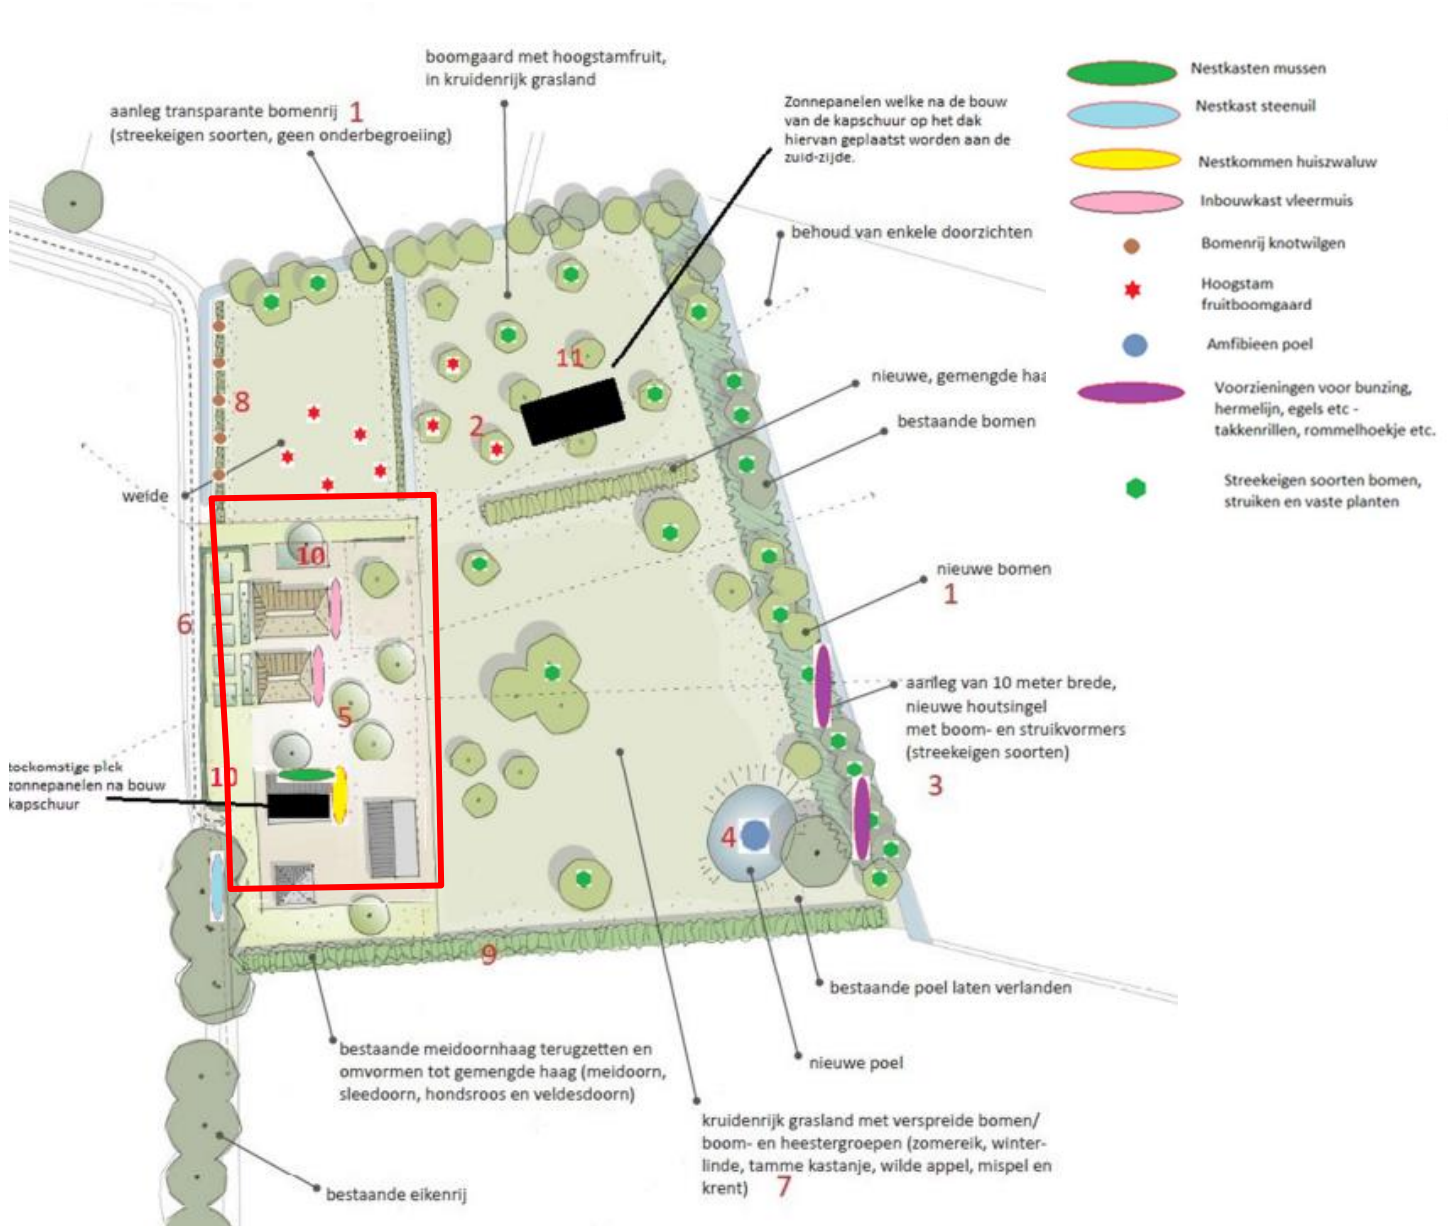 boomgaard met hoogstamfruit,
in kruidenrijk grasland
aanleg transparante bomenrij 1
(streekeigen soorten, geen onderbegroeiing)
Zonnepanelen welke na de bouw
van de kapschuur op het dak
hiervan geplaatst worden aan de
zuid-zijde.
behoud van enkele doorzichten
nieuwe, gemengde haa
bestaande bomen
11
8
2
weide
10
nieuwe bomen
1
6
5
aanleg van 10 meter brede,
nieuwe houtsingel
met boom- en struikvormers
(streekeigen soorten)
3
toekomatige plek
zonnepanelen na bouw
kapschuur
10
4
9
bestaande poel laten verlanden
nieuwe poel
bestaande meidoornhaag terugzetten en
omvormen tot gemengde haag (meidoorn,
sleedoorn, hondsroos en veldesdoorn)
kruidenrijk grasland met verspreide bomen/
boom- en heestergroepen (zomereik, winter-
linde, tamme kastanje, wilde appel, mispel en
krent) 7
bestaande eikenrij
Nestkasten mussen
Nestkast steenuil
Nestkommen huiszwaluw
Inbouwkast vleermuis
Bomenrij knotwilgen
Hoogstam
fruitboomgaard
Amfibieen poel
Voorzieningen voor bunzing,
hermelijn, egels etc -
takkenrillen, rommelhoekje etc.
Streekeigen soorten bomen,
struiken en vaste planten